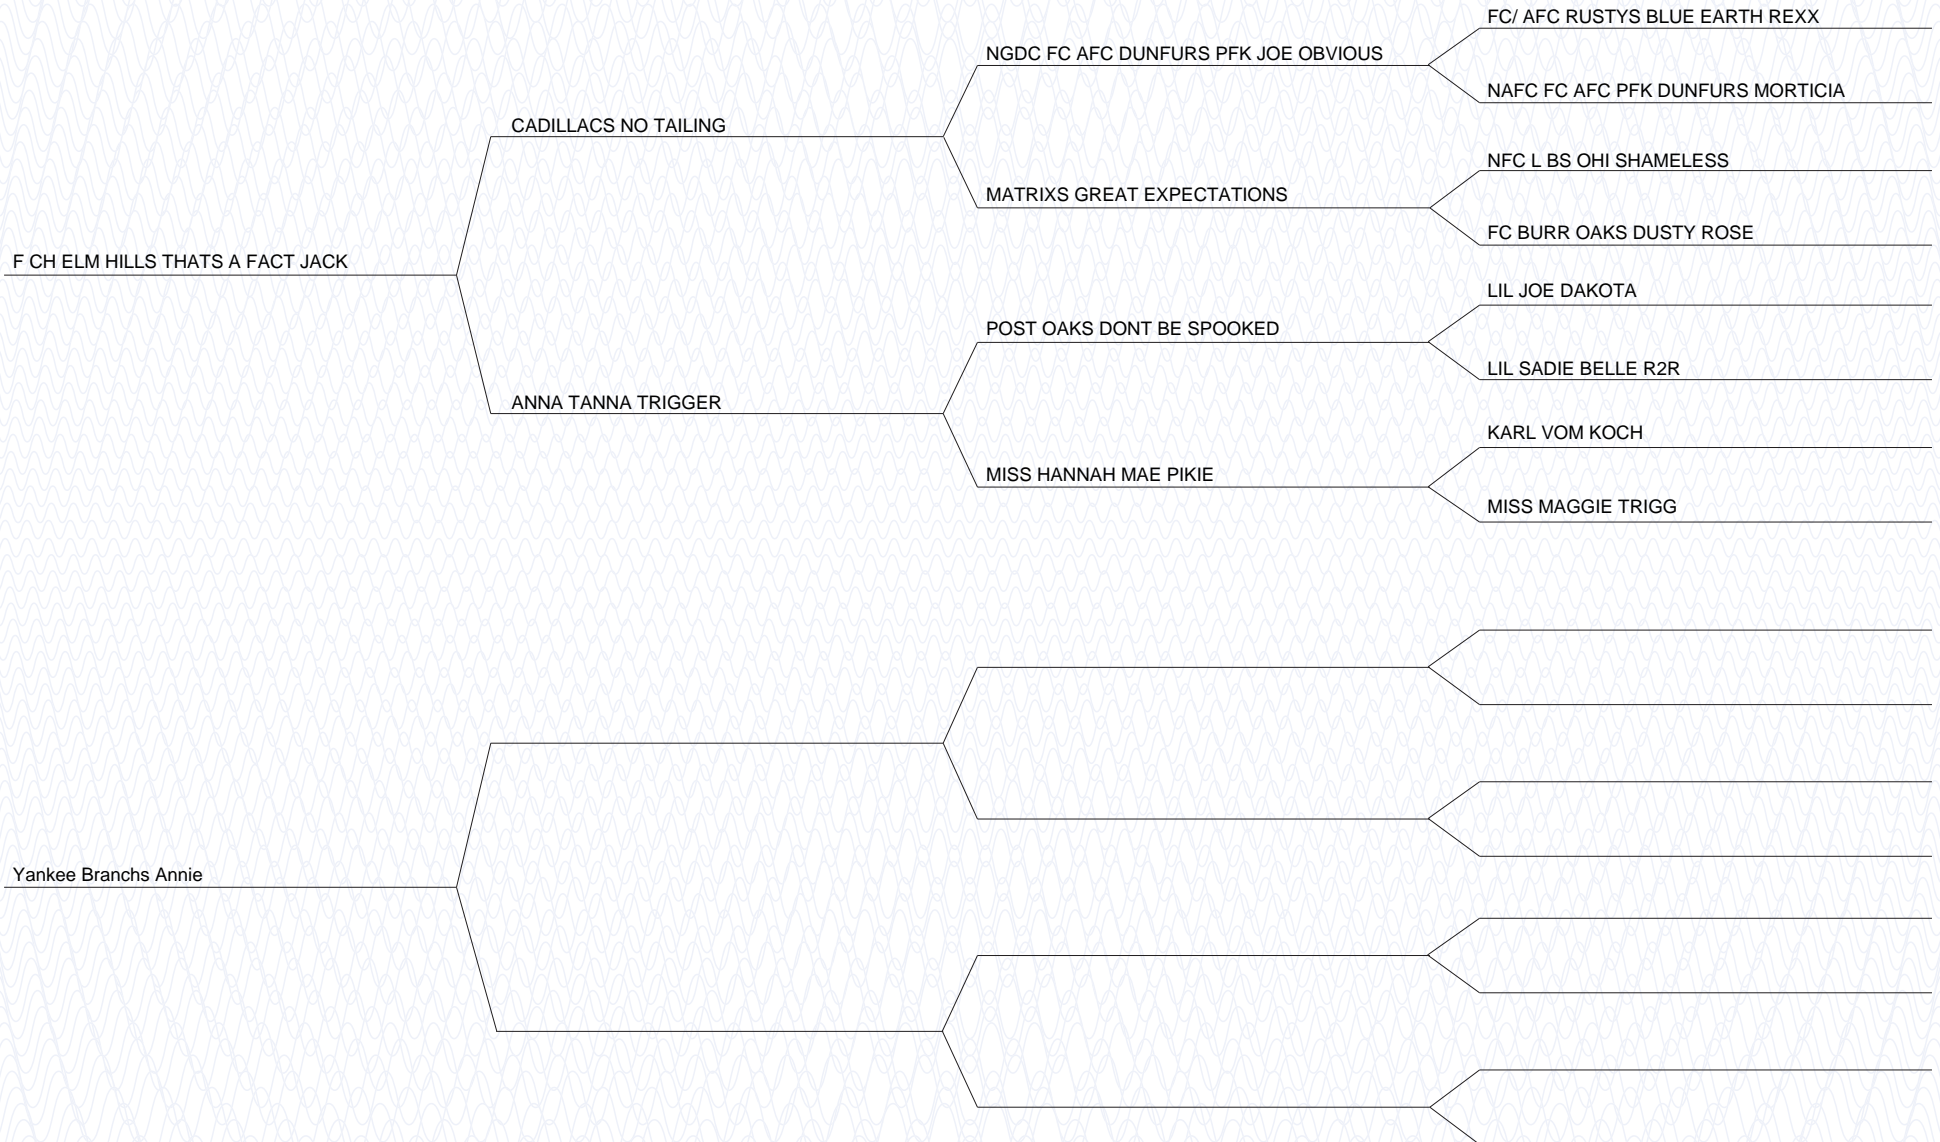 FC/ AFC RUSTYS BLUE EARTH REXX
NGDC FC AFC DUNFURS PFK JOE OBVIOUS
NAFC FC AFC PFK DUNFURS MORTICIA
CADILLACS NO TAILING
NFC L BS OHI SHAMELESS
MATRIXS GREAT EXPECTATIONS
FC BURR OAKS DUSTY ROSE
F CH ELM HILLS THATS A FACT JACK
LIL JOE DAKOTA
POST OAKS DONT BE SPOOKED
LIL SADIE BELLE R2R
ANNA TANNA TRIGGER
KARL VOM KOCH
MISS HANNAH MAE PIKIE
MISS MAGGIE TRIGG
Yankee Branchs Annie